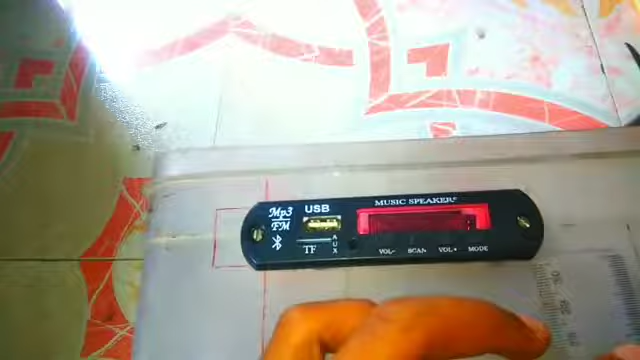 MUSIC SPEAKER
Mp3
FM
USB
TF
AUX
VOL-
SCAN
VOL+
MODE